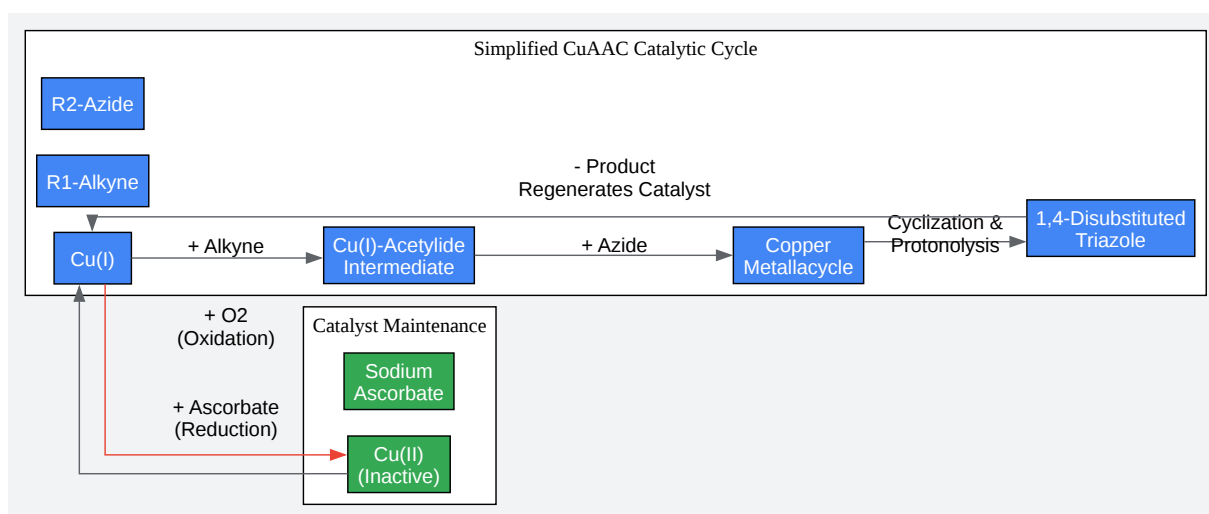 Simplified CuAAC Catalytic Cycle
R2-Azide
R1-Alkyne
- Product
Regenerates Catalyst
Cu(I)
+ Alkyne
Cu(I)-Acetylide
Intermediate
+ Azide
Copper
Metallacycle
Cyclization &
Protonolysis
1,4-Disubstituted
Triazole
+ O2
(Oxidation)
Catalyst Maintenance
Sodium
Ascorbate
+ Ascorbate
(Reduction)
Cu(II)
(Inactive)